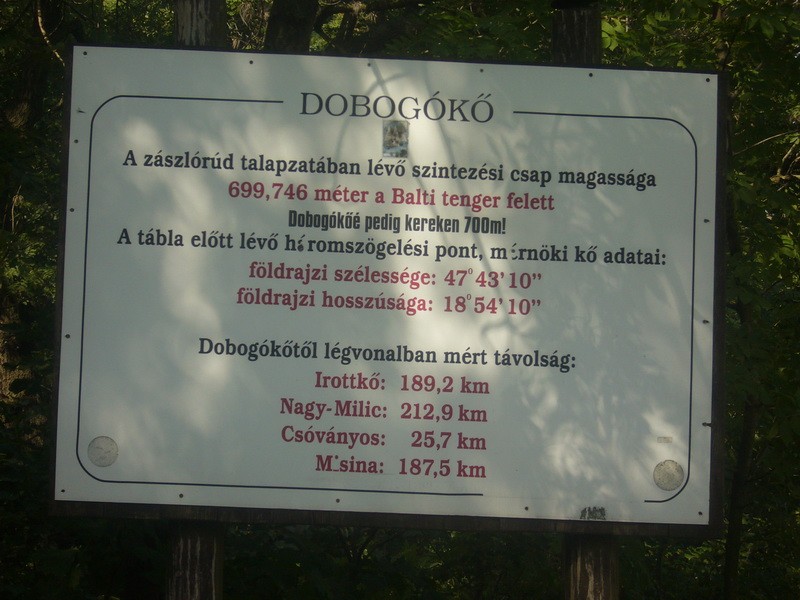 DOBOGÓKŐ
A zászlórúd talapzatában lévő szintezési csap magassága
699,746 méter a Balti tenger felett
Dobogókőé pedig kereken 700m!
A tábla előtt lévő háromszögelési pont, mérnöki kő adatai:
földrajzi szélessége: 47°43'10"
földrajzi hosszúsága: 18°54'10"
Dobogókőtől légvonalban mért távolság:
Irottkő: 189,2 km
Nagy-Milic: 212,9 km
Csóványos: 25,7 km
Misina: 187,5 km